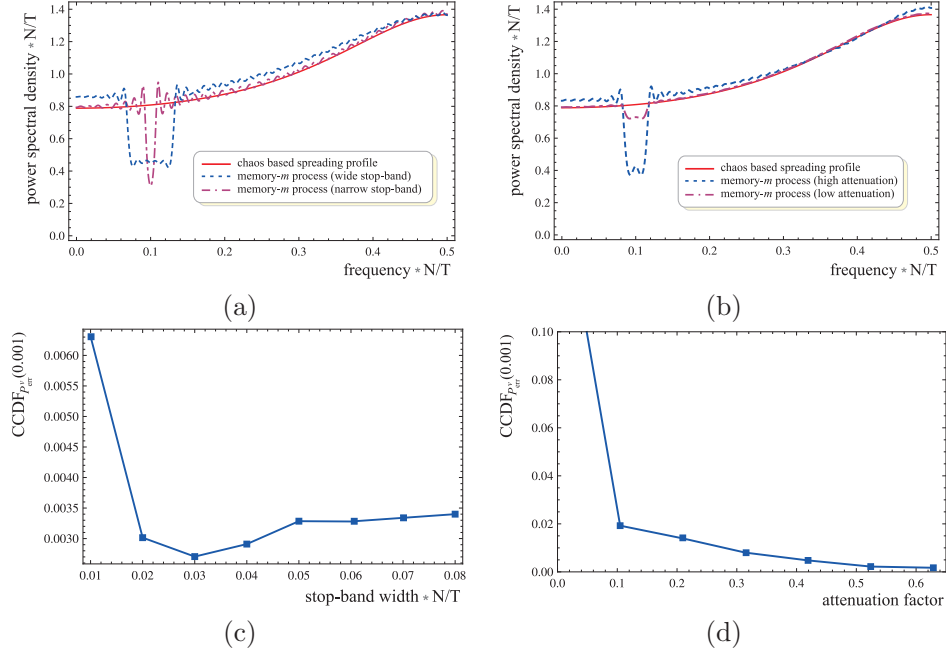 power spectral density * N/T
1.4
1.2
1.0
0.8
0.6
0.4
0.2
0.0
chaos based spreading profile
memory-m process (wide stop-band)
memory-m process (narrow stop-band)
0.0 0.1 0.2 0.3 0.4 0.5
frequency * N/T
(a)
power spectral density * N/T
1.4
1.2
1.0
0.8
0.6
0.4
0.2
0.0
chaos based spreading profile
memory-m process (high attenuation)
memory-m process (low attenuation)
0.0 0.1 0.2 0.3 0.4 0.5
frequency * N/T
(b)
CCDF_{P^v_{err}}(0.001)
0.0060
0.0055
0.0050
0.0045
0.0040
0.0035
0.0030
0.01 0.02 0.03 0.04 0.05 0.06 0.07 0.08
stop-band width * N/T
(c)
CCDF_{P^v_{err}}(0.001)
0.10
0.08
0.06
0.04
0.02
0.00
0.0 0.1 0.2 0.3 0.4 0.5 0.6
attenuation factor
(d)